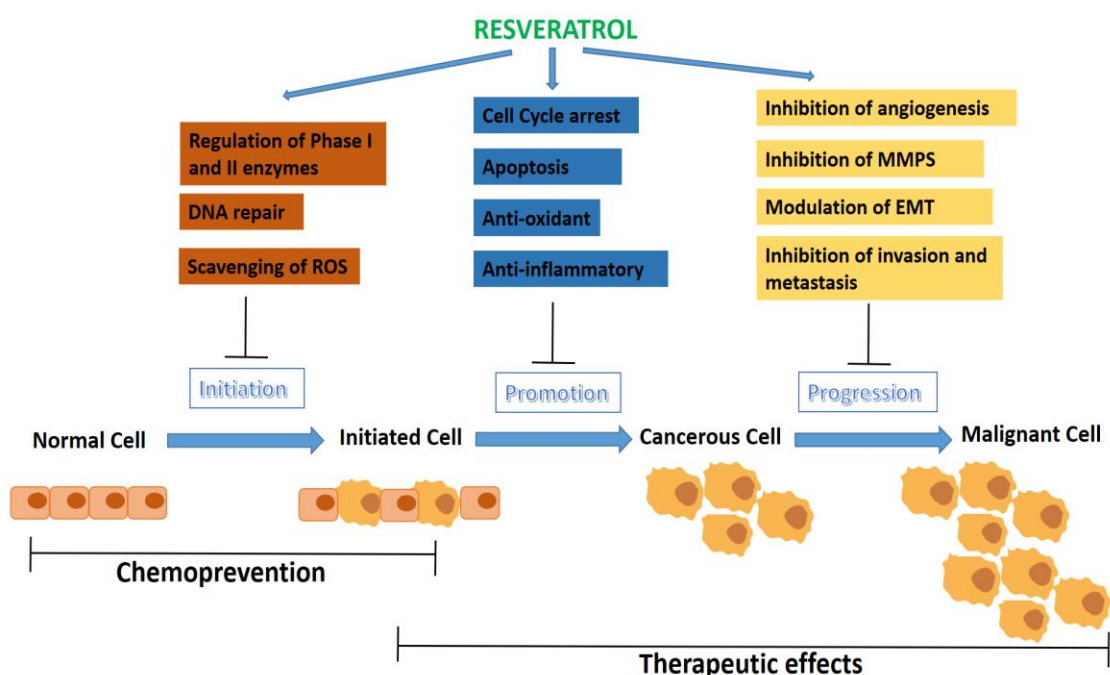 RESVERATROL
Regulation of Phase I
and II enzymes
DNA repair
Scavenging of ROS
Cell Cycle arrest
Apoptosis
Anti-oxidant
Anti-inflammatory
Inhibition of angiogenesis
Inhibition of MMPS
Modulation of EMT
Inhibition of invasion and
metastasis
Initiation
Promotion
Progression
Normal Cell
Initiated Cell
Cancerous Cell
Malignant Cell
Chemoprevention
Therapeutic effects